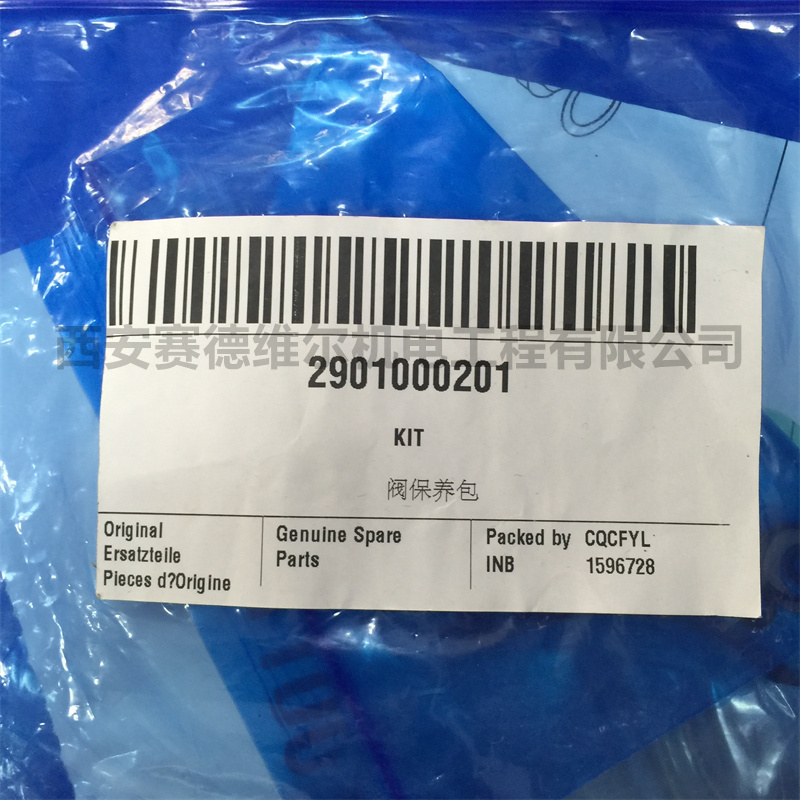 西安赛德维尔机电工程有限公司
2901000201
KIT
阀保养包
Original
Ersatzteile
Pieces d?Origine
Genuine Spare
Parts
Packed by CQCFYL
INB 1596728